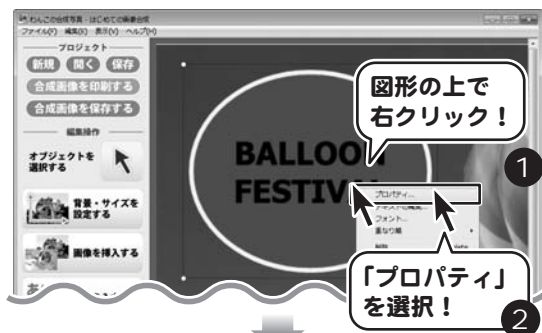 わんこの合成写真 - はじめての画像合成
ファイル(F) 編集(E) 表示(V) ヘルプ(H)
プロジェクト
新規 開く 保存
合成画像を印刷する
合成画像を保存する
編集操作
オブジェクトを
選択する
背景・サイズを
設定する
画像を挿入する
BALLOON
FESTIV
図形の上で
右クリック!
1
プロパティ...
フォント...
重なり順
「プロパティ」
を選択!
2